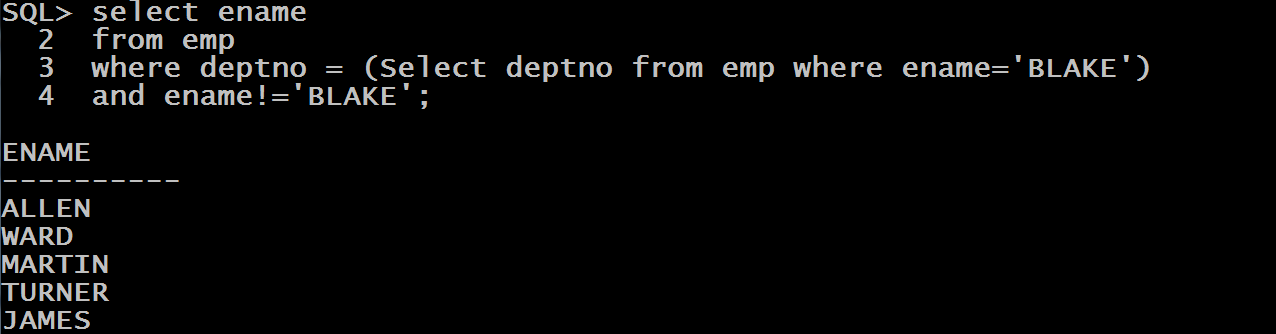 SQL> select ename
2 from emp
3 where deptno = (Select deptno from emp where ename='BLAKE')
4 and ename!='BLAKE';
ENAME
----------
ALLEN
WARD
MARTIN
TURNER
JAMES